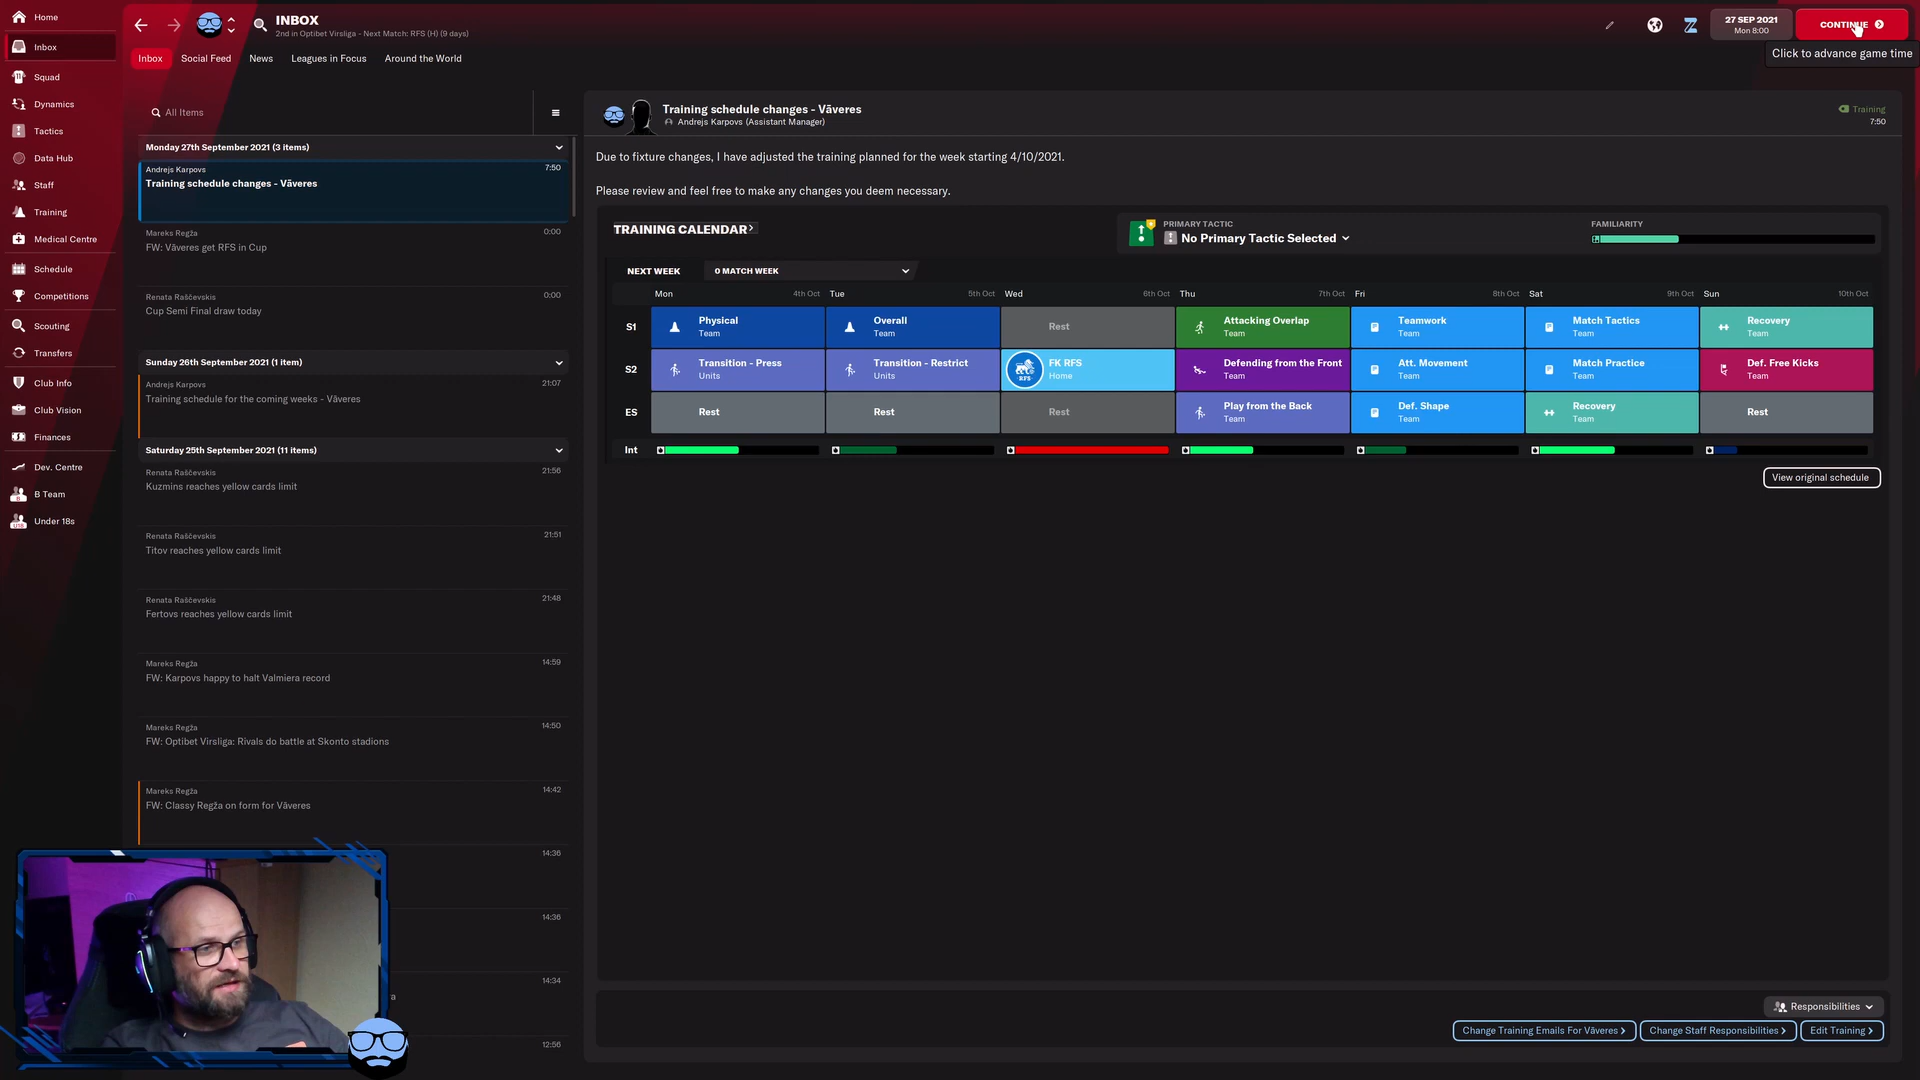 Home
Inbox
Squad
Dynamics
Tactics
Data Hub
Staff
Training
Medical Centre
Schedule
Competitions
Scouting
Transfers
Club Info
Club Vision
Finances
Dev. Centre
B Team
Under 18s
INBOX
2nd in Optibet Virsliga - Next Match: RFS (H) (9 days)
27 SEP 2021
Mon 8:00
CONTINUE
Click to advance game time
Inbox
Social Feed
News
Leagues in Focus
Around the World
All Items
Monday 27th September 2021 (3 items)
Andrejs Karpovs
7:50
Training schedule changes - Vāveres
Mareks Regža
0:00
FW: Vāveres get RFS in Cup
Renata Raščevskis
0:00
Cup Semi Final draw today
Sunday 26th September 2021 (1 item)
Andrejs Karpovs
21:07
Training schedule for the coming weeks - Vāveres
Saturday 25th September 2021 (11 items)
Renata Raščevskis
21:56
Kuzmins reaches yellow cards limit
Renata Raščevskis
21:51
Titov reaches yellow cards limit
Renata Raščevskis
21:48
Fertovs reaches yellow cards limit
Mareks Regža
14:59
FW: Karpovs happy to halt Valmiera record
Mareks Regža
14:50
FW: Optibet Virsliga: Rivals do battle at Skonto stadions
Mareks Regža
14:42
FW: Classy Regža on form for Vāveres
14:36
14:36
14:34
a
12:56
Training schedule changes - Vāveres
Andrejs Karpovs (Assistant Manager)
Training
7:50
Due to fixture changes, I have adjusted the training planned for the week starting 4/10/2021.
Please review and feel free to make any changes you deem necessary.
TRAINING CALENDAR
PRIMARY TACTIC
No Primary Tactic Selected
FAMILIARITY
NEXT WEEK
0 MATCH WEEK
Mon 4th Oct Tue 5th Oct Wed 6th Oct Thu 7th Oct Fri 8th Oct Sat 9th Oct Sun 10th Oct
S1
Physical
Team
Overall
Team
Rest
Attacking Overlap
Team
Teamwork
Team
Match Tactics
Team
Recovery
Team
S2
Transition - Press
Units
Transition - Restrict
Units
RFS
FK RFS
Home
Defending from the Front
Team
Att. Movement
Team
Match Practice
Team
Def. Free Kicks
Team
ES
Rest
Rest
Rest
Play from the Back
Team
Def. Shape
Team
Recovery
Team
Rest
Int
View original schedule
Responsibilities
Change Training Emails For Vāveres
Change Staff Responsibilities
Edit Training